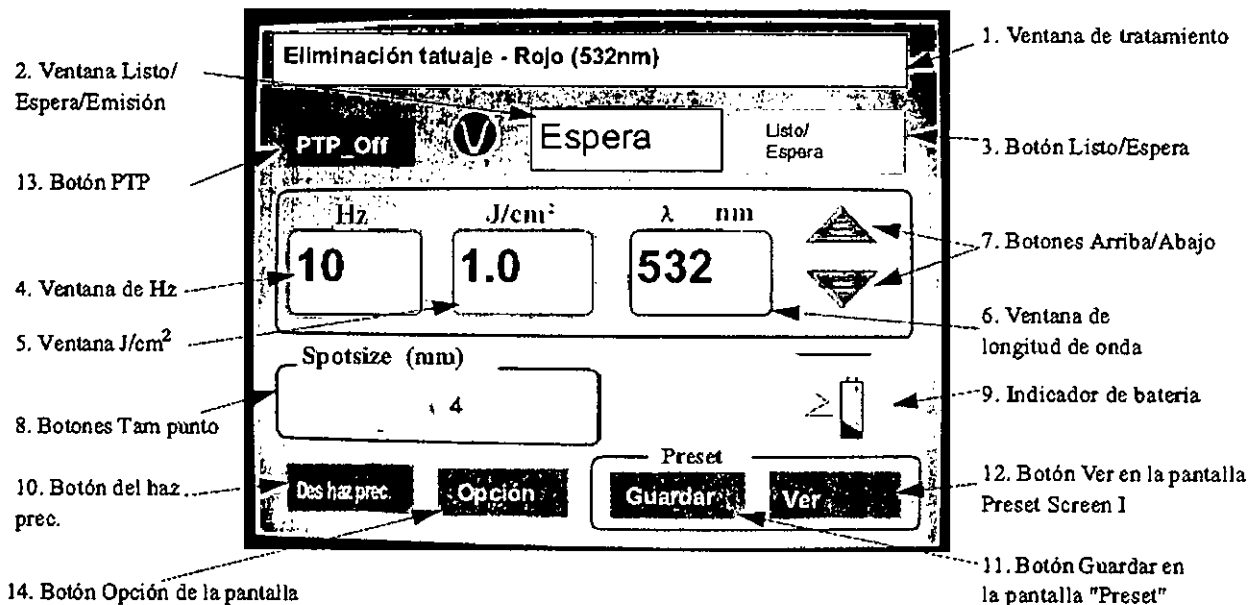 1. Ventana de tratamiento
Eliminación tatuaje - Rojo (532nm)
2. Ventana Listo/
Espera/Emisión
PTP_Off
V
Espera
Listo/
Espera
3. Botón Listo/Espera
13. Botón PTP
Hz
J/cm²
λ nm
7. Botones Arriba/Abajo
10
1.0
532
4. Ventana de Hz
5. Ventana J/cm²
6. Ventana de
longitud de onda
Spotsize (mm)
4
8. Botones Tam punto
9. Indicador de bateria
Preset
10. Botón del haz
prec.
Des haz prec.
Opción
Guardar
Ver
12. Botón Ver en la pantalla
Preset Screen I
11. Botón Guardar en
la pantalla "Preset"
14. Botón Opción de la pantalla